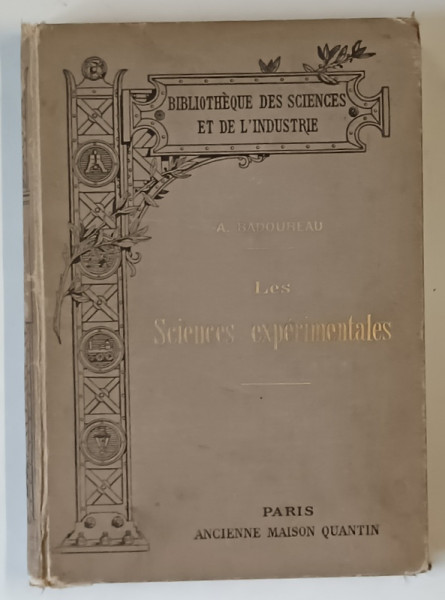 BIBLIOTHÈQUE DES SCIENCES
ET DE L'INDUSTRIE
A. BADOUREAU
Les
Sciences expérimentales
PARIS
ANCIENNE MAISON QUANTIN